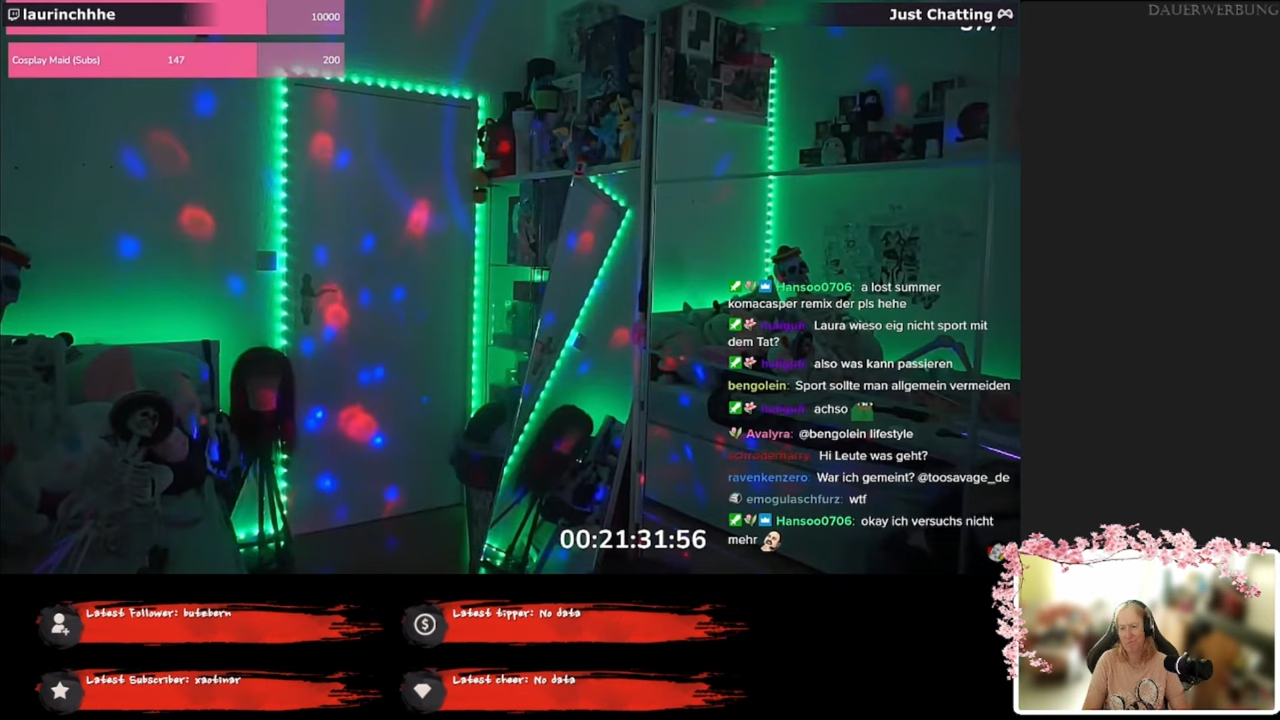 laurinchhhe
10000
Cosplay Maid (Subs) 147 200
Just Chatting
DAUERWERBUNG
Hansoo0706: a lost summer
komacasper remix der pls hehe
Laura wieso eig nicht sport mit
dem Tat?
also was kann passieren
bengolein: Sport sollte man allgemein vermeiden
achso
Avalyra: @bengolein lifestyle
Hi Leute was geht?
ravenkenzero: War ich gemeint? @toosavage_de
emogulaschfurz: wtf
Hansoo0706: okay ich versuchs nicht
mehr
00:21:31:56
Latest Follower: butebern
Latest tipper: No data
Latest Subscriber: xaotinar
Latest cheer: No data